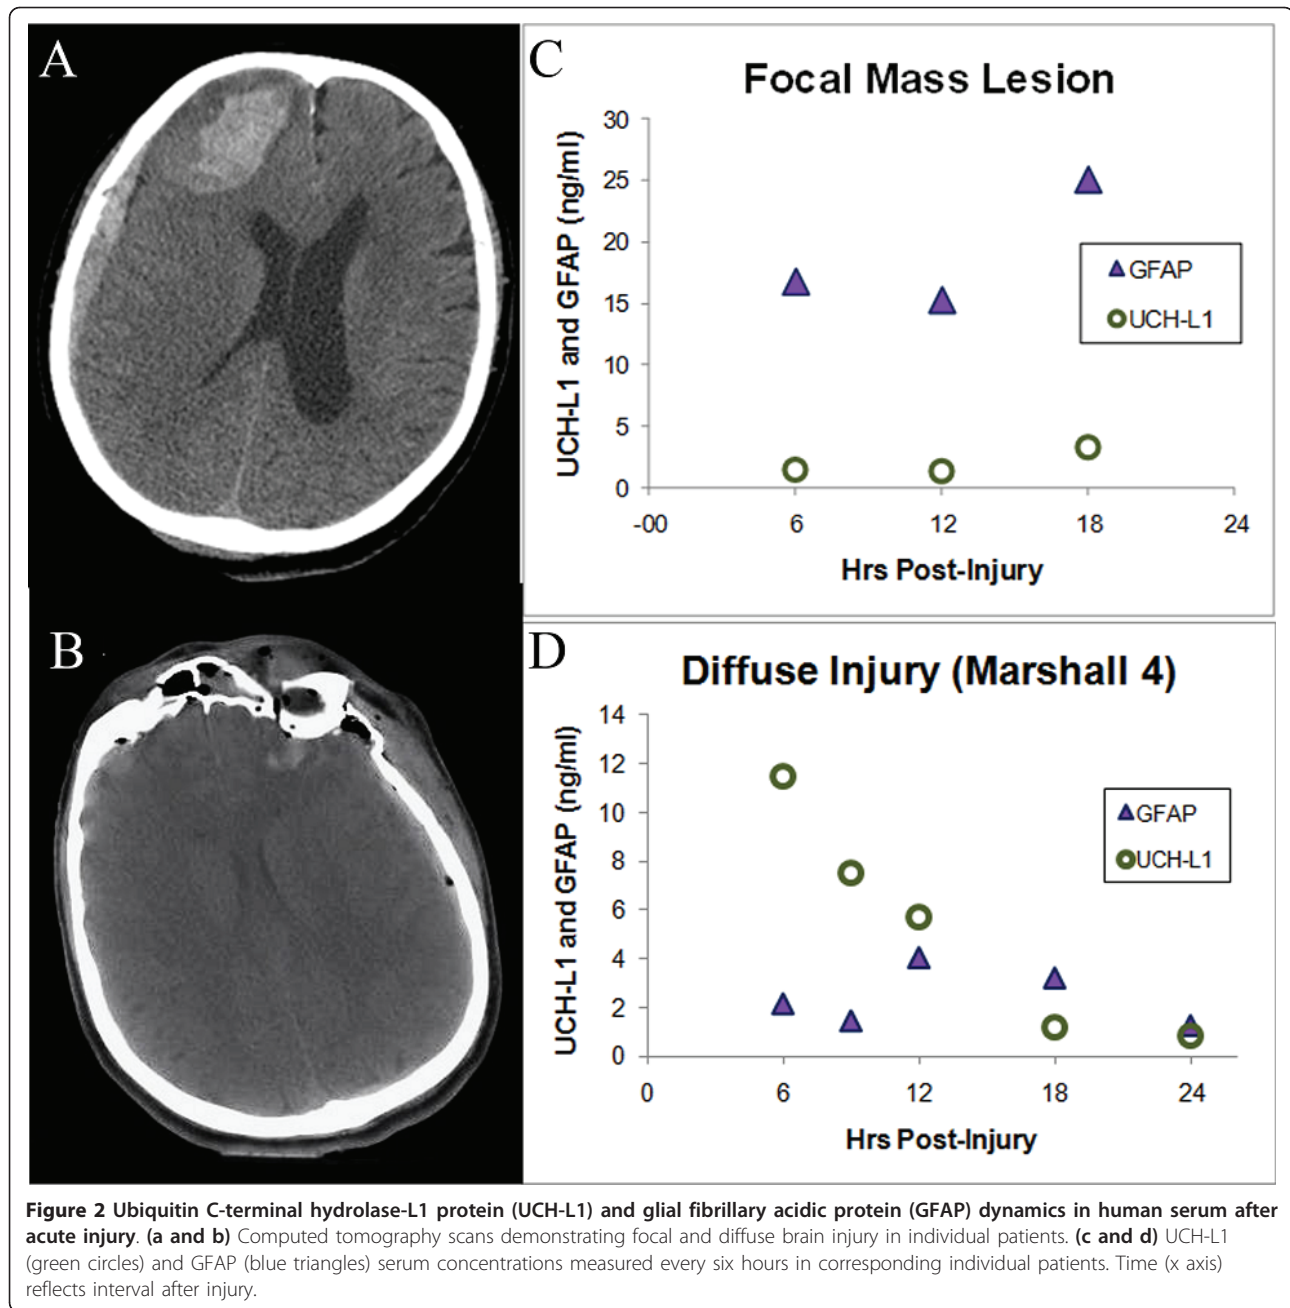 A
B
C
Focal Mass Lesion
UCH-L1 and GFAP (ng/ml)
30
25
20
15
10
5
0
-00 6 12 18 24
Hrs Post-Injury
GFAP
UCH-L1
D
Diffuse Injury (Marshall 4)
UCH-L1 and GFAP (ng/ml)
14
12
10
8
6
4
2
0
0 6 12 18 24
Hrs Post-Injury
GFAP
UCH-L1
Figure 2 Ubiquitin C-terminal hydrolase-L1 protein (UCH-L1) and glial fibrillary acidic protein (GFAP) dynamics in human serum after
acute injury. (a and b) Computed tomography scans demonstrating focal and diffuse brain injury in individual patients. (c and d) UCH-L1
(green circles) and GFAP (blue triangles) serum concentrations measured every six hours in corresponding individual patients. Time (x axis)
reflects interval after injury.